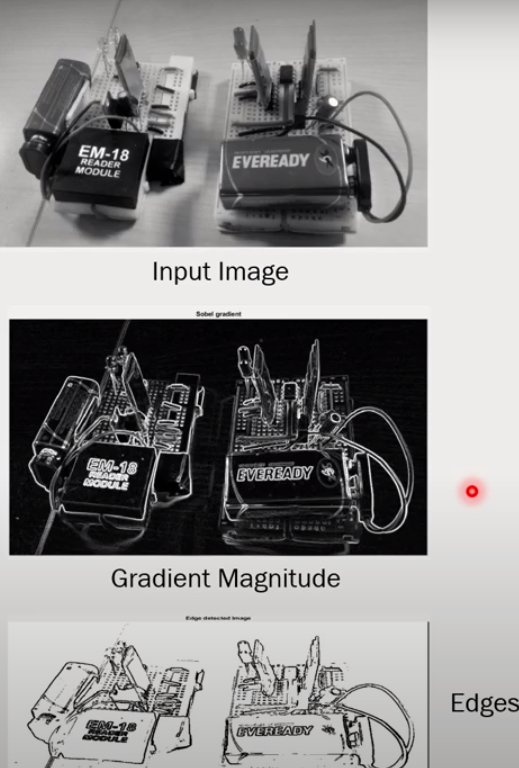 EM-18
READER
MODULE
EVEREADY
Input Image
Sobel gradient
EM-18
READER
MODULE
EVEREADY
Gradient Magnitude
Edge detected image
Edges
EM-18
READER
MODULE
EVEREADY